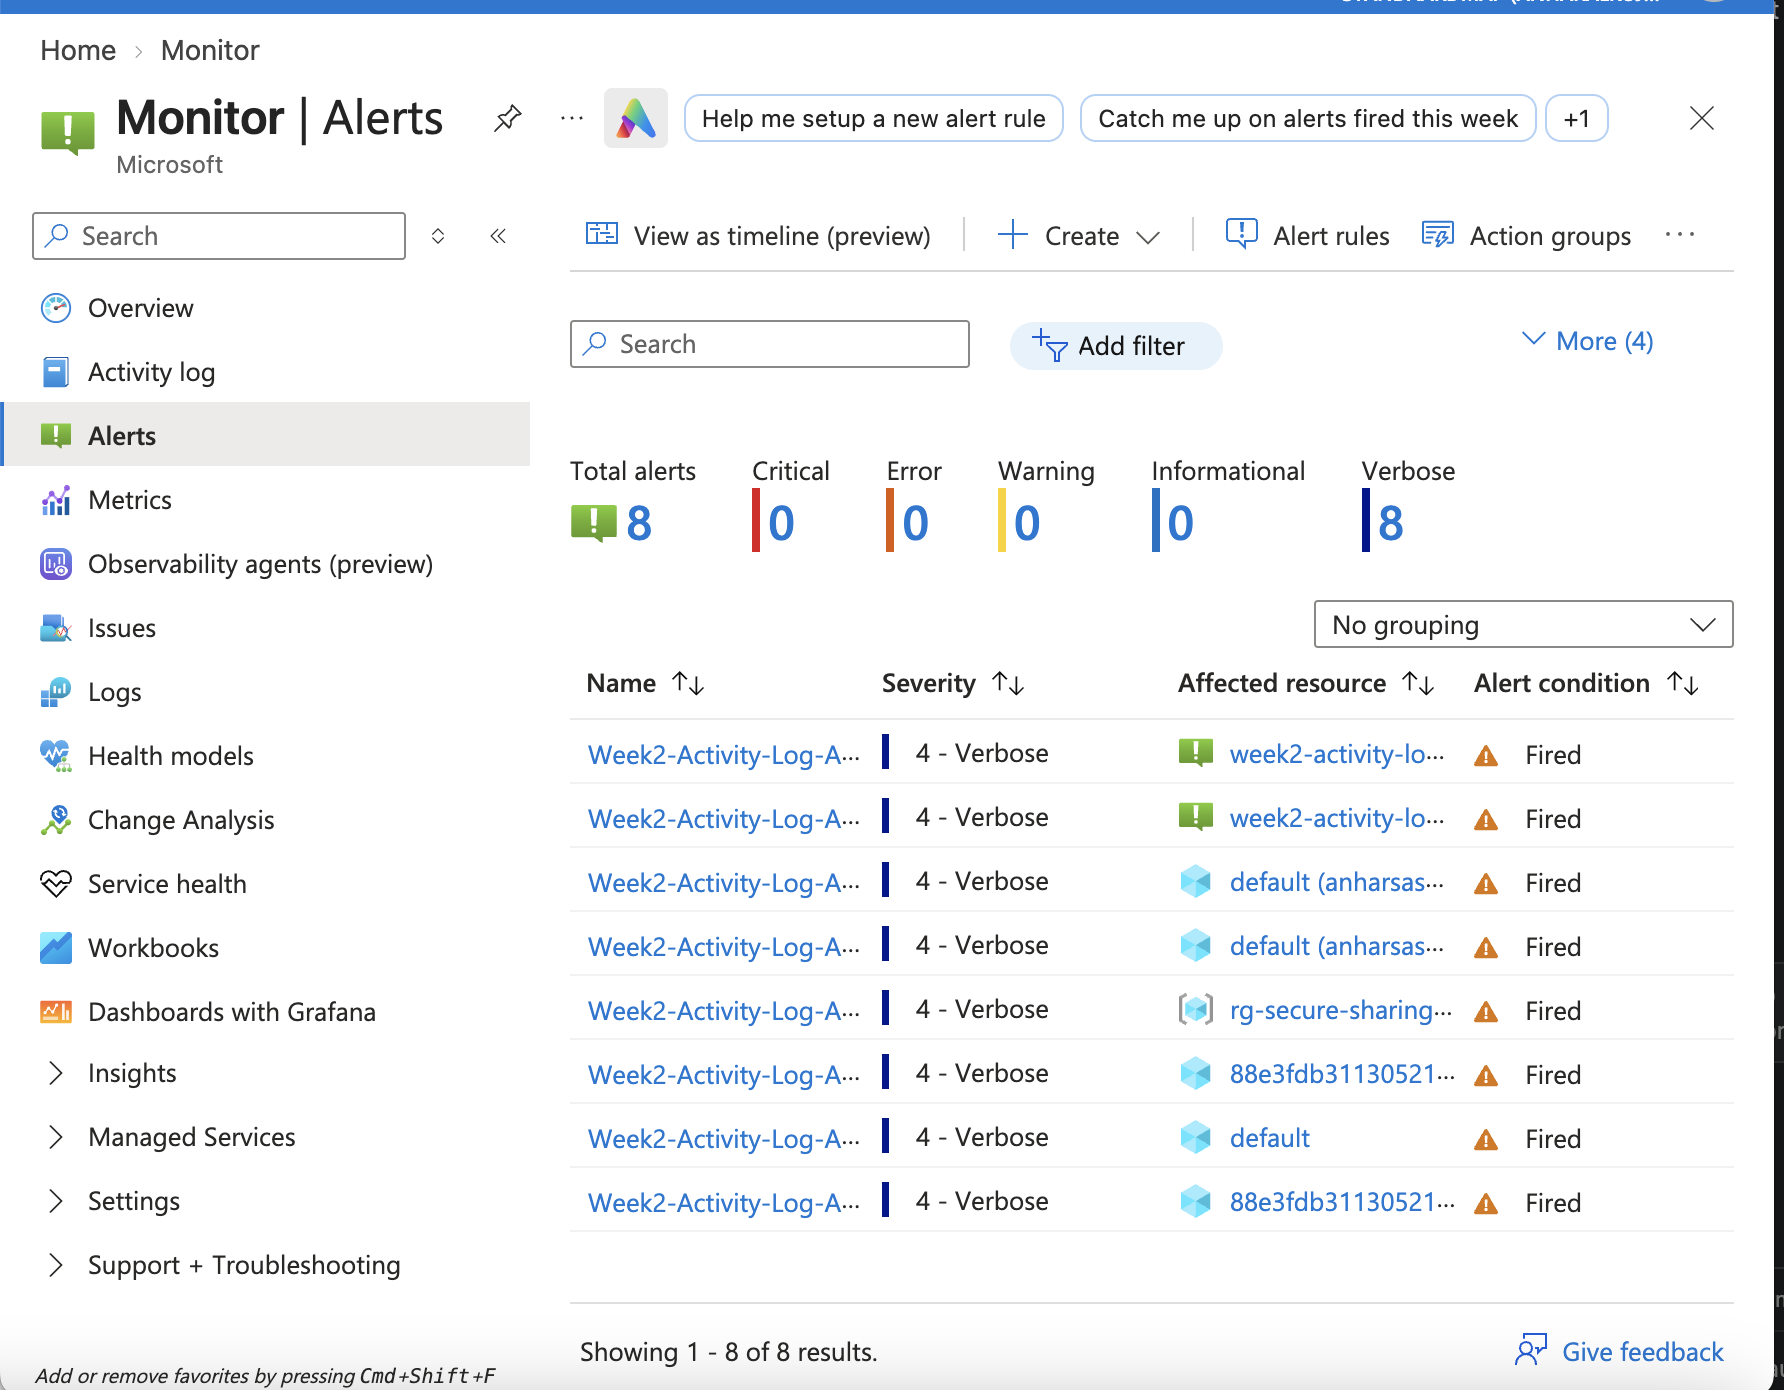 Home > Monitor
Monitor | Alerts
Microsoft
Help me setup a new alert rule
Catch me up on alerts fired this week
+1
Search
Overview
Activity log
Alerts
Metrics
Observability agents (preview)
Issues
Logs
Health models
Change Analysis
Service health
Workbooks
Dashboards with Grafana
Insights
Managed Services
Settings
Support + Troubleshooting
Add or remove favorites by pressing Cmd+Shift+F
View as timeline (preview)
Create
Alert rules
Action groups
Search
Add filter
More (4)
Total alerts Critical Error Warning Informational Verbose
8 0 0 0 0 8
No grouping
Name Severity Affected resource Alert condition
Week2-Activity-Log-A... 4 - Verbose week2-activity-lo... Fired
Week2-Activity-Log-A... 4 - Verbose week2-activity-lo... Fired
Week2-Activity-Log-A... 4 - Verbose default (anharsas... Fired
Week2-Activity-Log-A... 4 - Verbose default (anharsas... Fired
Week2-Activity-Log-A... 4 - Verbose rg-secure-sharing... Fired
Week2-Activity-Log-A... 4 - Verbose 88e3fdb31130521... Fired
Week2-Activity-Log-A... 4 - Verbose default Fired
Week2-Activity-Log-A... 4 - Verbose 88e3fdb31130521... Fired
Showing 1 - 8 of 8 results.
Give feedback